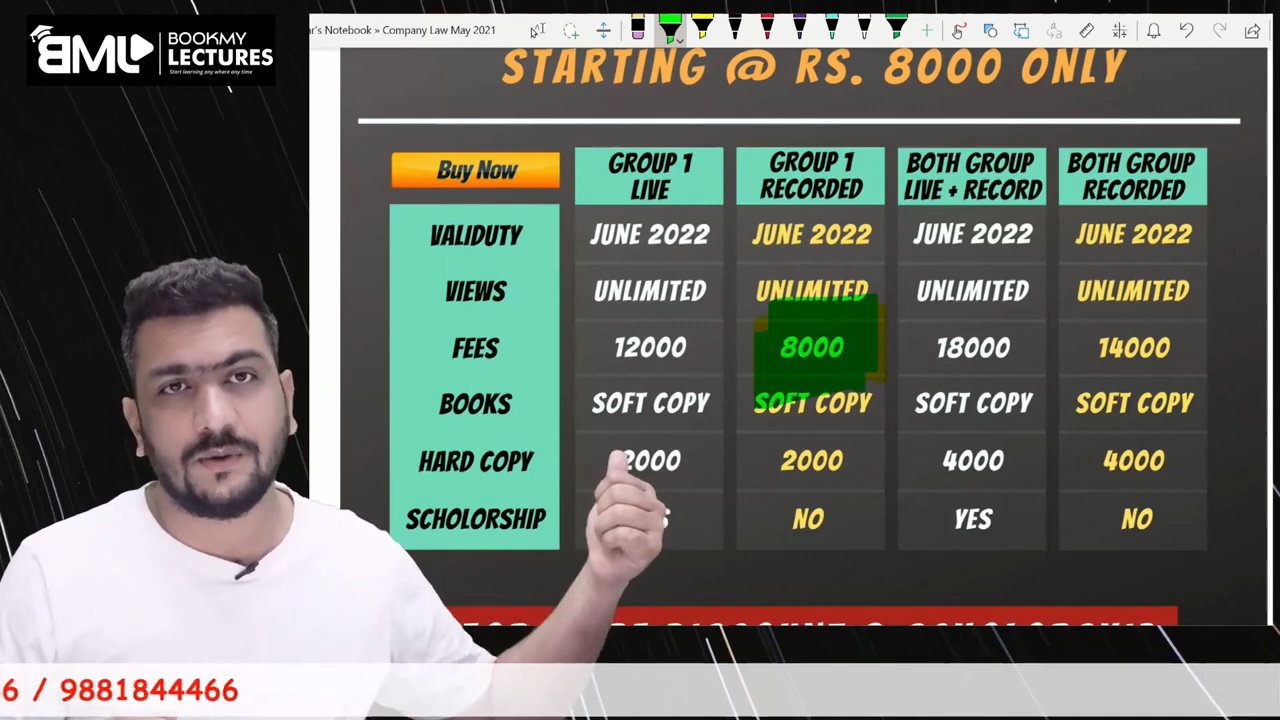 BML
BOOKMY
LECTURES
Start learning any where any time
ar's Notebook » Company Law May 2021
STARTING @ RS. 8000 ONLY
Buy Now
GROUP 1
LIVE
GROUP 1
RECORDED
BOTH GROUP
LIVE + RECORD
BOTH GROUP
RECORDED
VALIDUTY JUNE 2022 JUNE 2022 JUNE 2022 JUNE 2022
VIEWS UNLIMITED UNLIMITED UNLIMITED UNLIMITED
FEES 12000 8000 18000 14000
BOOKS SOFT COPY SOFT COPY SOFT COPY SOFT COPY
HARD COPY 2000 2000 4000 4000
SCHOLORSHIP NO YES NO
6 / 9881844466